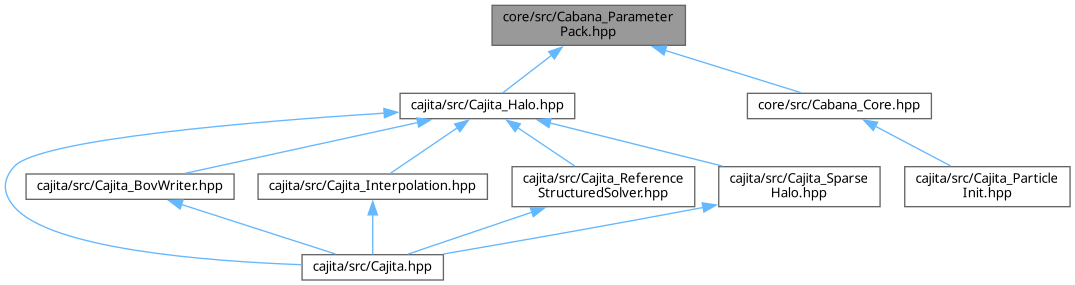 core/src/Cabana_Parameter
Pack.hpp
cajita/src/Cajita_Halo.hpp
core/src/Cabana_Core.hpp
cajita/src/Cajita_BovWriter.hpp
cajita/src/Cajita_Interpolation.hpp
cajita/src/Cajita_Reference
StructuredSolver.hpp
cajita/src/Cajita_Sparse
Halo.hpp
cajita/src/Cajita_Particle
Init.hpp
cajita/src/Cajita.hpp